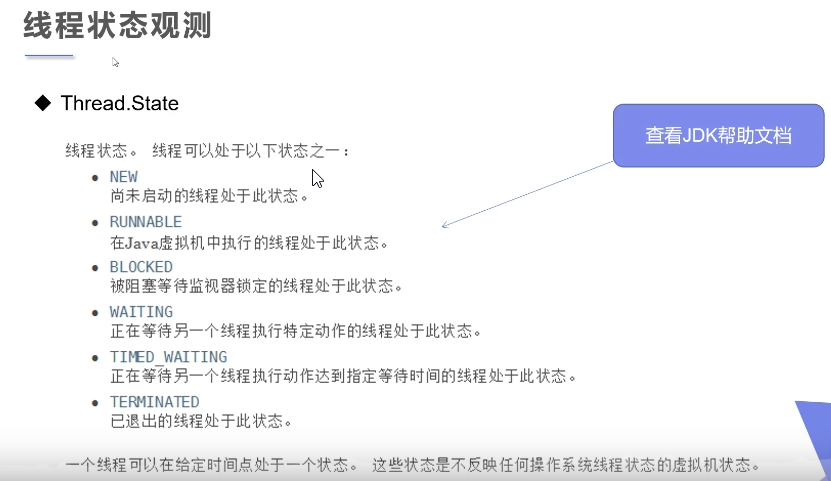 线程状态观测
◆ Thread.State
查看JDK帮助文档
线程状态。 线程可以处于以下状态之一：
• NEW
尚未启动的线程处于此状态。
• RUNNABLE
在Java虚拟机中执行的线程处于此状态。
• BLOCKED
被阻塞等待监视器锁定的线程处于此状态。
• WAITING
正在等待另一个线程执行特定动作的线程处于此状态。
• TIMED_WAITING
正在等待另一个线程执行动作达到指定等待时间的线程处于此状态。
• TERMINATED
已退出的线程处于此状态。
一个线程可以在给定时间点处于一个状态。 这些状态是不反映任何操作系统线程状态的虚拟机状态。